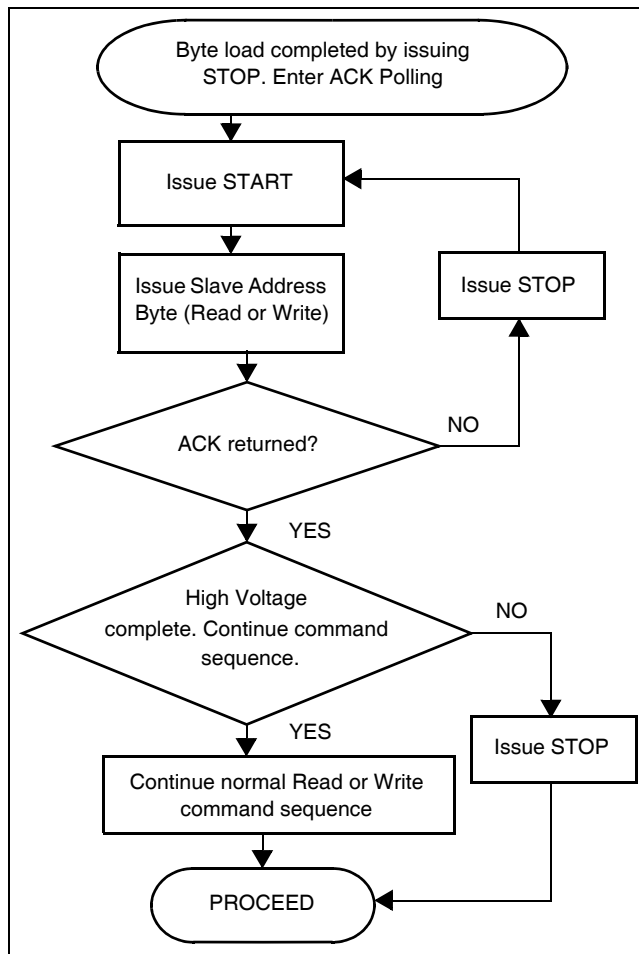 Byte load completed by issuing
STOP. Enter ACK Polling
Issue START
Issue Slave Address
Byte (Read or Write)
Issue STOP
ACK returned?
NO
YES
High Voltage
complete. Continue command
sequence.
NO
YES
Issue STOP
Continue normal Read or Write
command sequence
PROCEED